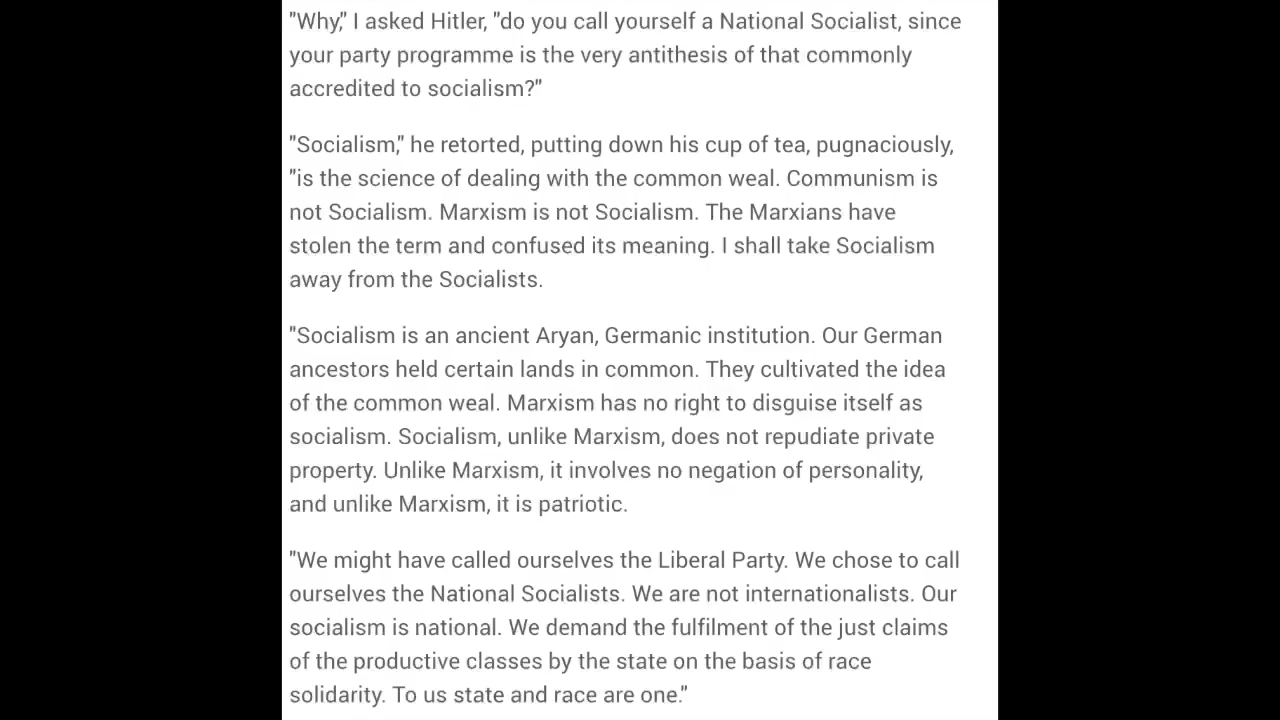 "Why," I asked Hitler, "do you call yourself a National Socialist, since
your party programme is the very antithesis of that commonly
accredited to socialism?"
"Socialism," he retorted, putting down his cup of tea, pugnaciously,
"is the science of dealing with the common weal. Communism is
not Socialism. Marxism is not Socialism. The Marxians have
stolen the term and confused its meaning. I shall take Socialism
away from the Socialists.
"Socialism is an ancient Aryan, Germanic institution. Our German
ancestors held certain lands in common. They cultivated the idea
of the common weal. Marxism has no right to disguise itself as
socialism. Socialism, unlike Marxism, does not repudiate private
property. Unlike Marxism, it involves no negation of personality,
and unlike Marxism, it is patriotic.
"We might have called ourselves the Liberal Party. We chose to call
ourselves the National Socialists. We are not internationalists. Our
socialism is national. We demand the fulfilment of the just claims
of the productive classes by the state on the basis of race
solidarity. To us state and race are one."